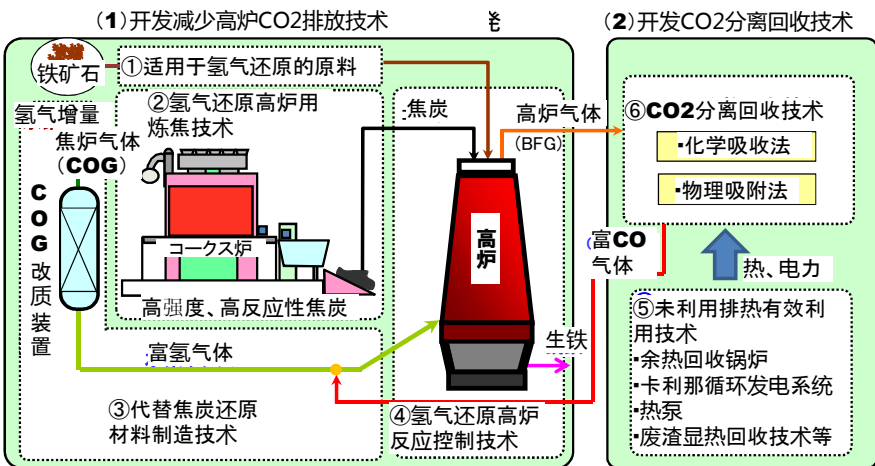 (1)开发减少高炉CO2排放技术
(2)开发CO2分离回收技术
铁矿石
①适用于氢气还原的原料
氢气增量
焦炉气体
(COG)
②氢气还原高炉用
炼焦技术
焦炭
高炉气体
(BFG)
⑥CO2分离回收技术
▪化学吸收法
▪物理吸附法
COG改质装置
コークス炉
高炉
富CO
气体
热、电力
高强度、高反应性焦炭
⑤未利用排热有效利
用技术
▪余热回收锅炉
▪卡利那循环发电系统
▪热泵
▪废渣显热回收技术等
富氢气体
生铁
③代替焦炭还原
材料制造技术
④氢气还原高炉
反应控制技术